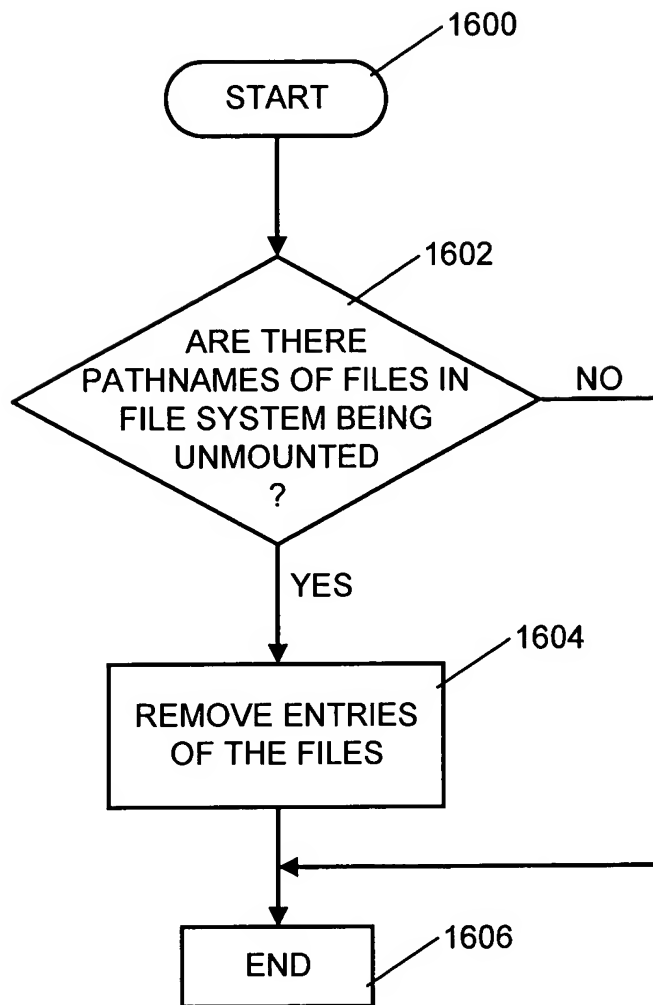 1600
START
1602
ARE THERE
PATHNAMES OF FILES IN
FILE SYSTEM BEING
UNMOUNTED
?
NO
YES
1604
REMOVE ENTRIES
OF THE FILES
1606
END